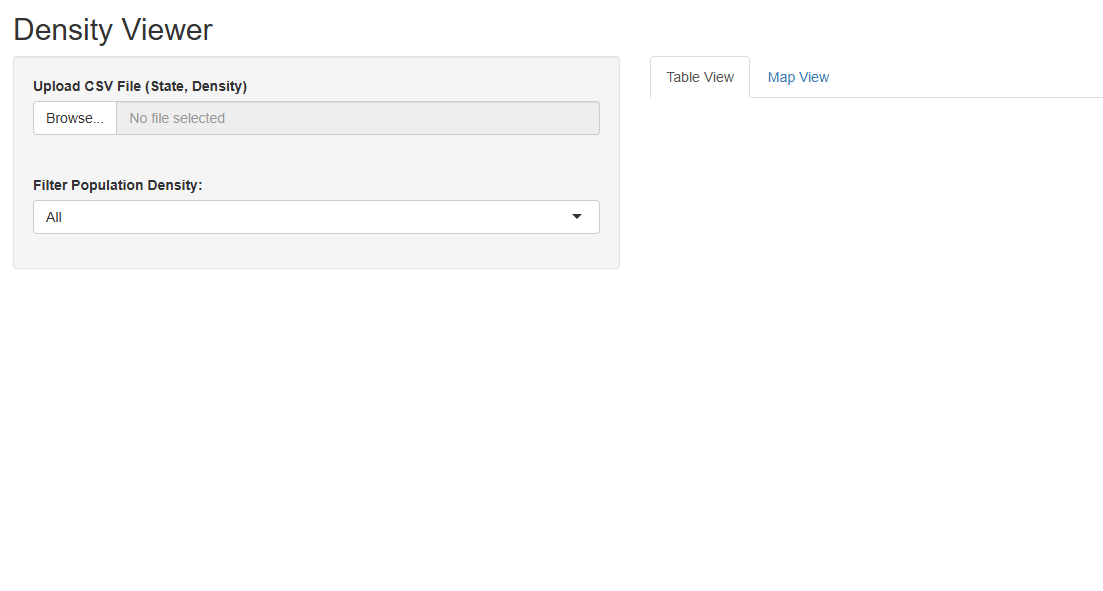 Density Viewer
Upload CSV File (State, Density)
Browse... No file selected
Filter Population Density:
All
Table View Map View